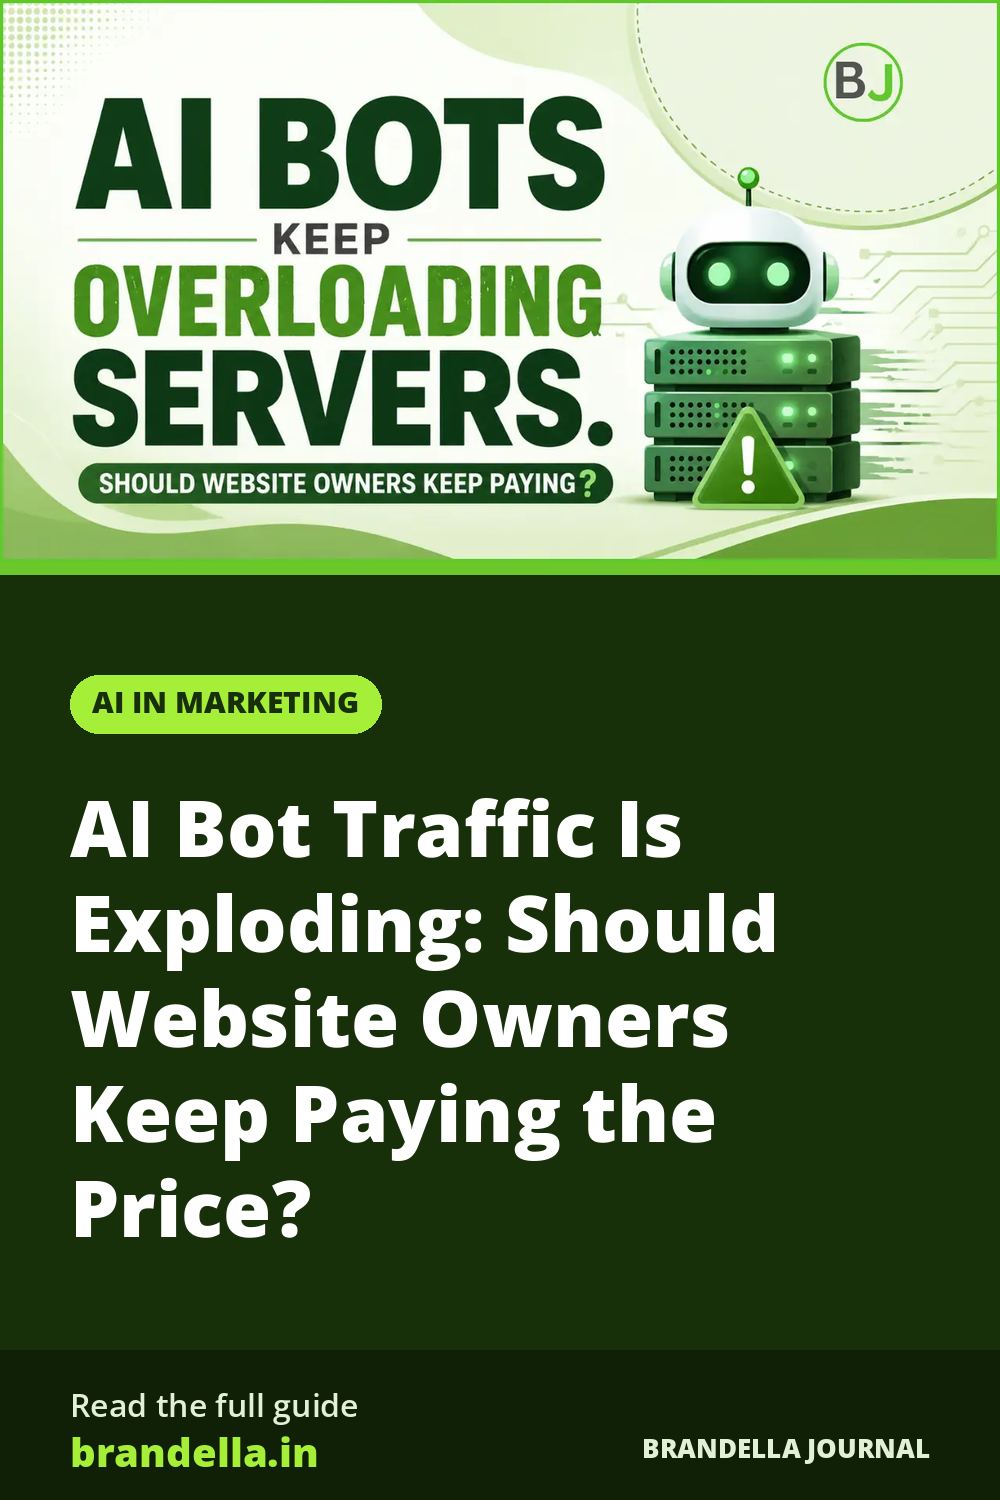 BJ
AI BOTS
KEEP
OVERLOADING
SERVERS.
SHOULD WEBSITE OWNERS KEEP PAYING?
!
AI IN MARKETING
AI Bot Traffic Is
Exploding: Should
Website Owners
Keep Paying the
Price?
Read the full guide
brandella.in
BRANDELLA JOURNAL